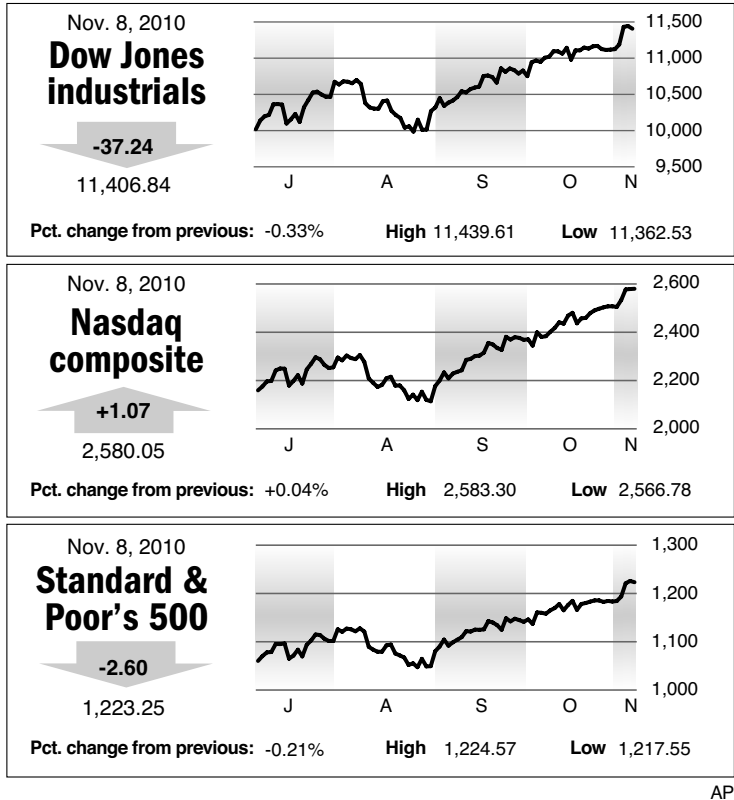 Nov. 8, 2010
Dow Jones
industrials
-37.24
11,406.84
11,500
11,000
10,500
10,000
9,500
J A S O N
Pct. change from previous: -0.33% High 11,439.61 Low 11,362.53
Nov. 8, 2010
Nasdaq
composite
+1.07
2,580.05
2,600
2,400
2,200
2,000
J A S O N
Pct. change from previous: +0.04% High 2,583.30 Low 2,566.78
Nov. 8, 2010
Standard &
Poor's 500
-2.60
1,223.25
1,300
1,200
1,100
1,000
J A S O N
Pct. change from previous: -0.21% High 1,224.57 Low 1,217.55
AP